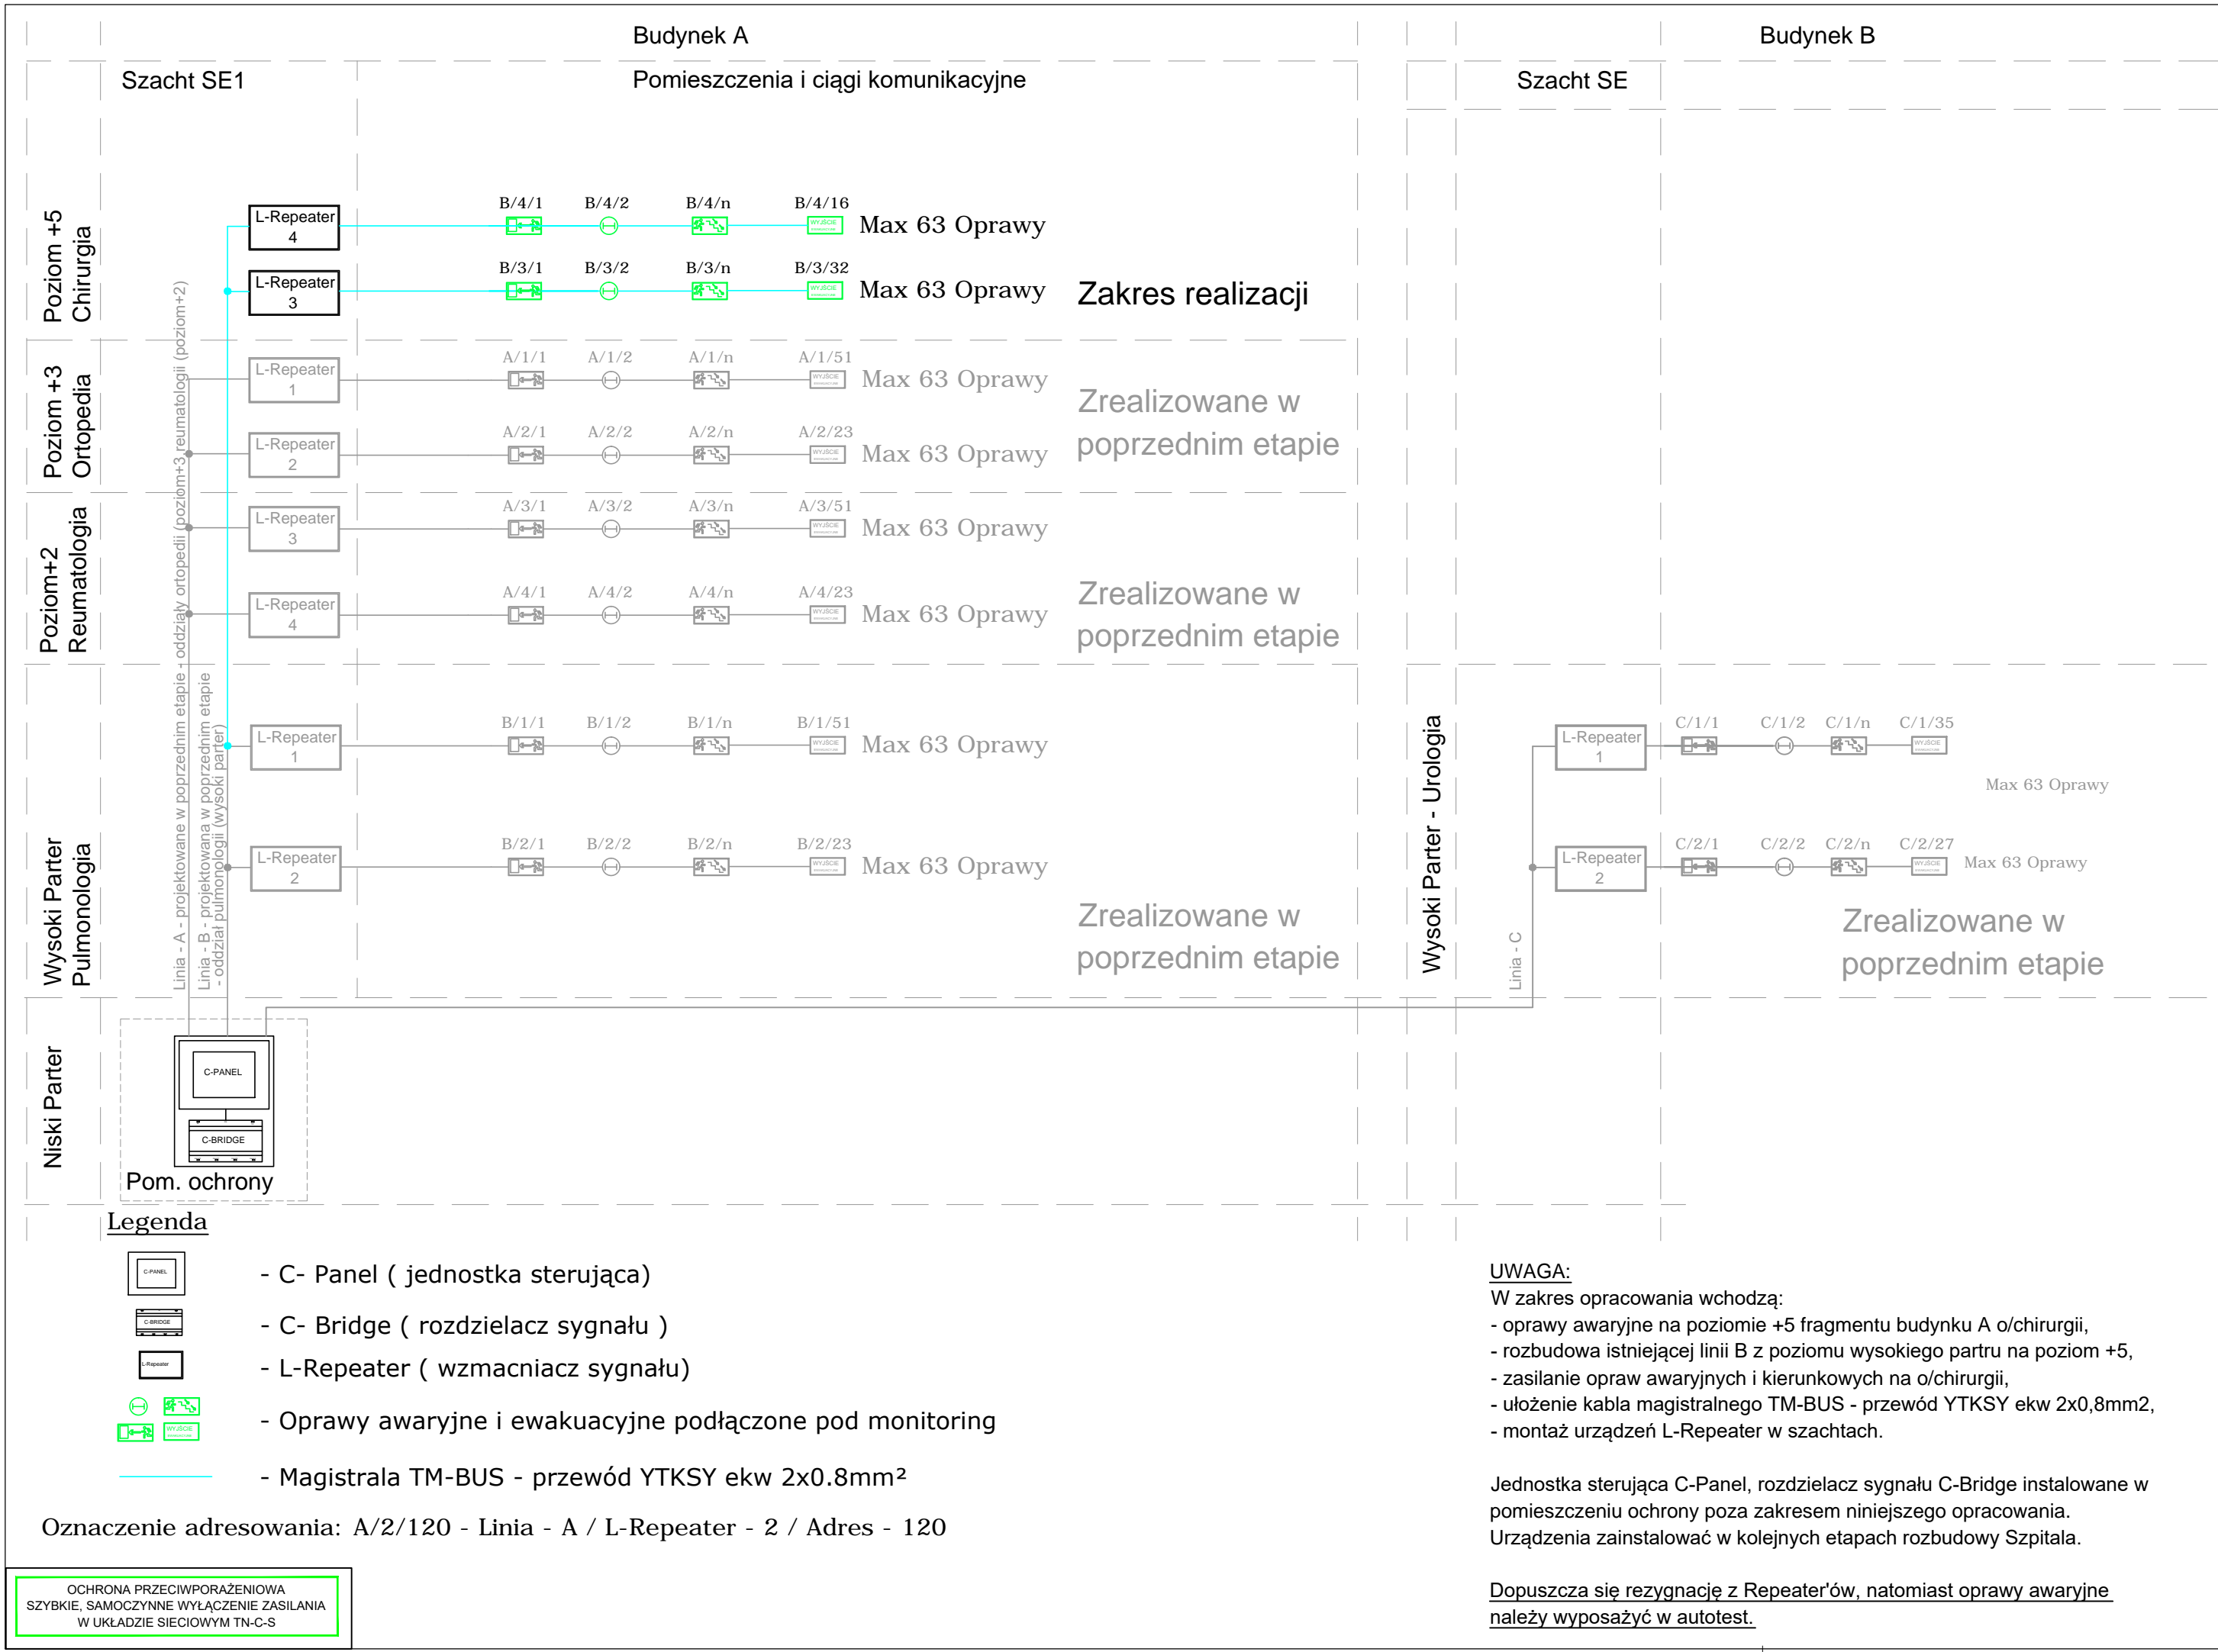 Budynek A
Budynek B
Szacht SE1
Pomieszczenia i ciągi komunikacyjne
Szacht SE
Poziom +5
Chirurgia
L-Repeater
4
B/4/1
B/4/2
B/4/n
B/4/16
WYJŚCIE
Max 63 Oprawy
L-Repeater
3
B/3/1
B/3/2
B/3/n
B/3/32
WYJŚCIE
Max 63 Oprawy
Zakres realizacji
Poziom +3
Ortopedia
L-Repeater
1
A/1/1
A/1/2
A/1/n
A/1/51
WYJŚCIE
Max 63 Oprawy
L-Repeater
2
A/2/1
A/2/2
A/2/n
A/2/23
WYJŚCIE
Max 63 Oprawy
Zrealizowane w
poprzednim etapie
Poziom+2
Reumatologia
L-Repeater
3
A/3/1
A/3/2
A/3/n
A/3/51
WYJŚCIE
Max 63 Oprawy
L-Repeater
4
A/4/1
A/4/2
A/4/n
A/4/23
WYJŚCIE
Max 63 Oprawy
Zrealizowane w
poprzednim etapie
Linia - A - projektowane w poprzednim etapie - oddziały ortopedii (poziom+3,reumatologii (poziom+2)
Linia - B - projektowana w poprzednim etapie
- oddział pulmonologii (wysoki parter)
Wysoki Parter
Pulmonologia
L-Repeater
1
B/1/1
B/1/2
B/1/n
B/1/51
WYJŚCIE
Max 63 Oprawy
L-Repeater
2
B/2/1
B/2/2
B/2/n
B/2/23
WYJŚCIE
Max 63 Oprawy
Zrealizowane w
poprzednim etapie
Wysoki Parter - Urologia
Linia - C
L-Repeater
1
C/1/1
C/1/2
C/1/n
C/1/35
WYJŚCIE
Max 63 Oprawy
L-Repeater
2
C/2/1
C/2/2
C/2/n
C/2/27
WYJŚCIE
Max 63 Oprawy
Zrealizowane w
poprzednim etapie
Niski Parter
C-PANEL
C-BRIDGE
Pom. ochrony
Legenda
C-PANEL
- C- Panel ( jednostka sterująca)
C-BRIDGE
- C- Bridge ( rozdzielacz sygnału )
L-Repeater
- L-Repeater ( wzmacniacz sygnału)
WYJŚCIE
- Oprawy awaryjne i ewakuacyjne podłączone pod monitoring
- Magistrala TM-BUS - przewód YTKSY ekw 2x0.8mm²
Oznaczenie adresowania: A/2/120 - Linia - A / L-Repeater - 2 / Adres - 120
OCHRONA PRZECIWPORAŻENIOWA
SZYBKIE, SAMOCZYNNE WYŁĄCZENIE ZASILANIA
W UKŁADZIE SIECIOWYM TN-C-S
UWAGA:
W zakres opracowania wchodzą:
- oprawy awaryjne na poziomie +5 fragmentu budynku A o/chirurgii,
- rozbudowa istniejącej linii B z poziomu wysokiego partru na poziom +5,
- zasilanie opraw awaryjnych i kierunkowych na o/chirurgii,
- ułożenie kabla magistralnego TM-BUS - przewód YTKSY ekw 2x0,8mm2,
- montaż urządzeń L-Repeater w szachtach.
Jednostka sterująca C-Panel, rozdzielacz sygnału C-Bridge instalowane w
pomieszczeniu ochrony poza zakresem niniejszego opracowania.
Urządzenia zainstalować w kolejnych etapach rozbudowy Szpitala.
Dopuszcza się rezygnację z Repeater'ów, natomiast oprawy awaryjne
należy wyposażyć w autotest.